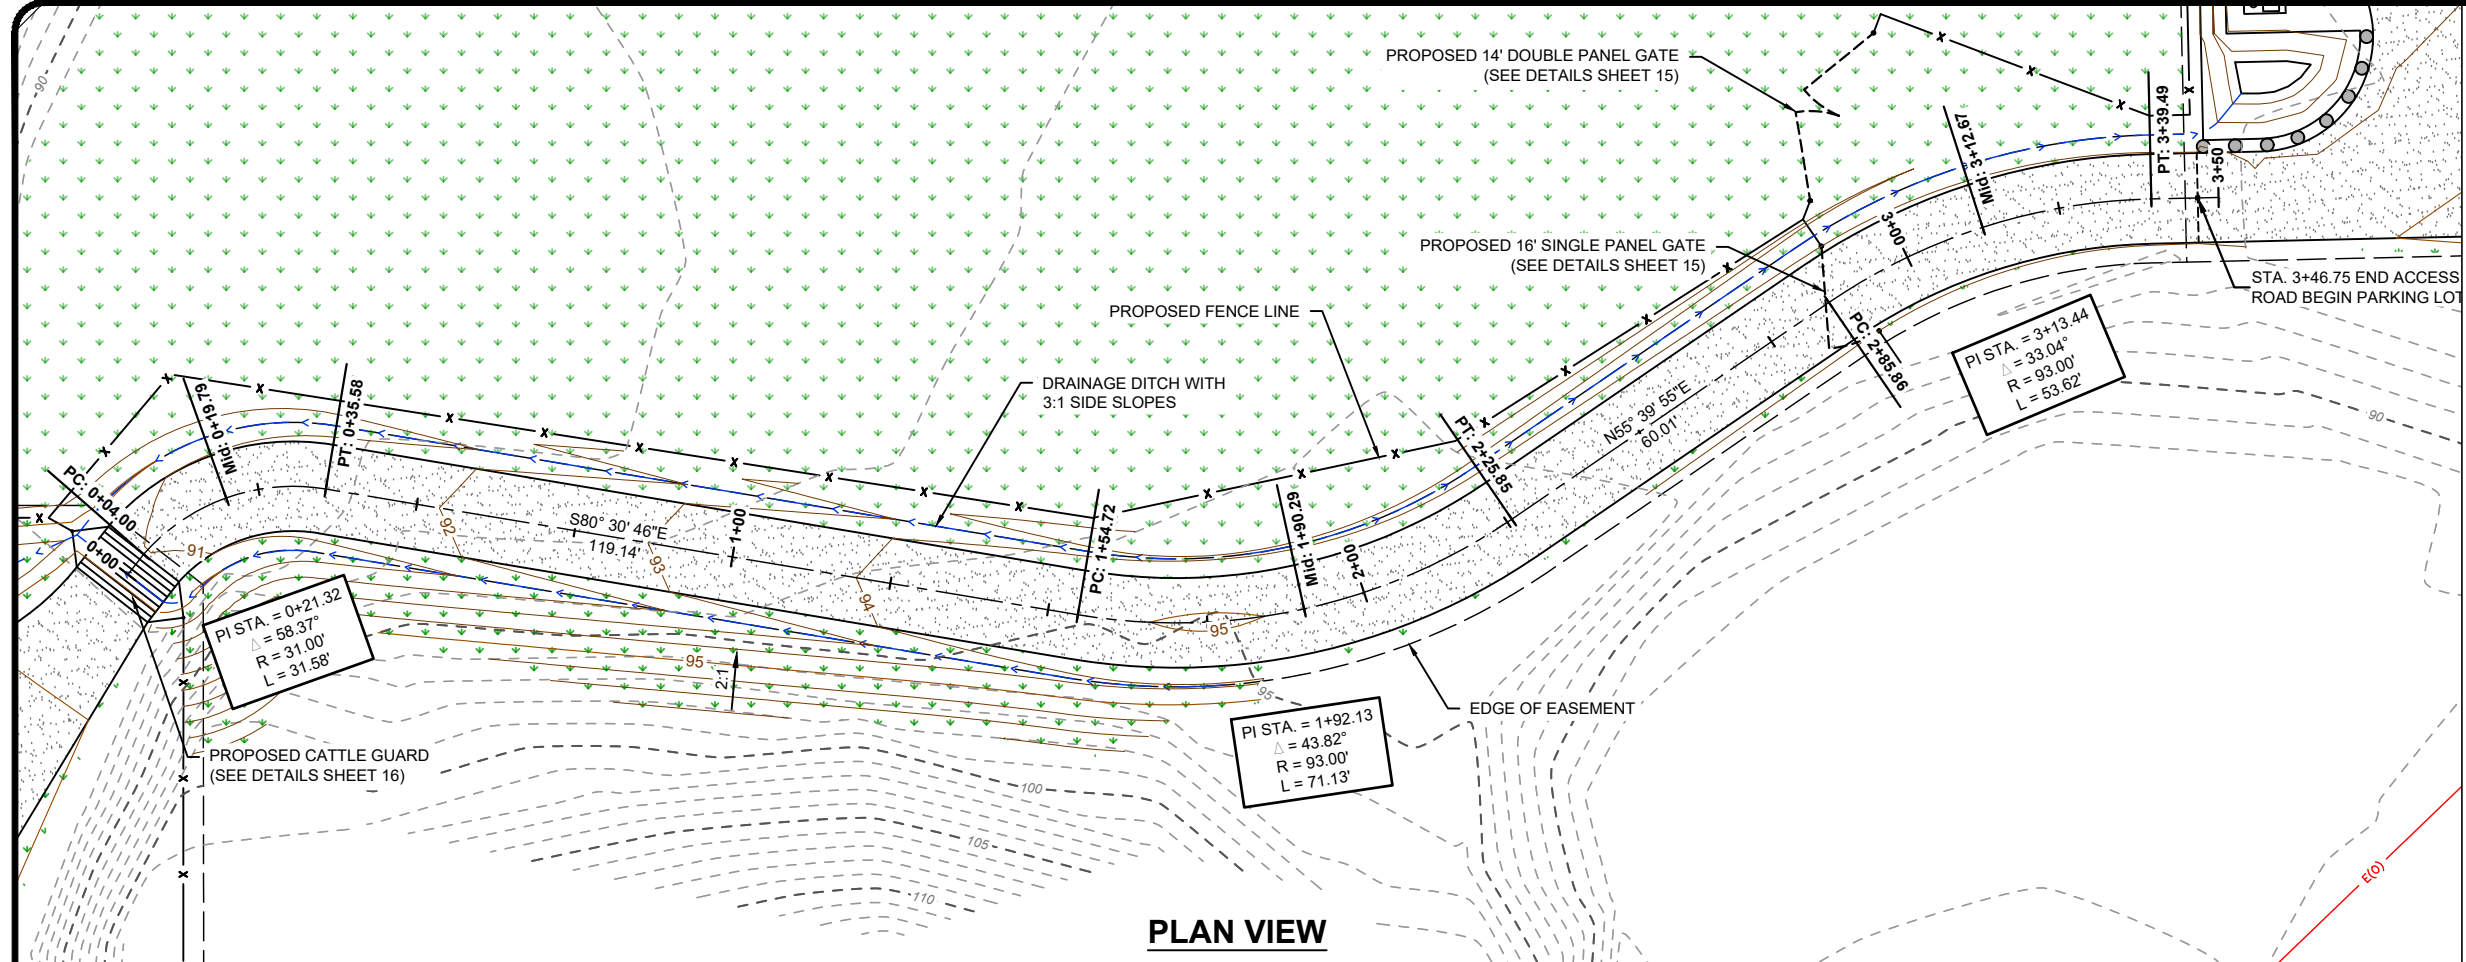 90
PROPOSED 14' DOUBLE PANEL GATE
(SEE DETAILS SHEET 15)
PT: 3+39.49
Mid: 3+12.67
3+50
3+00
PROPOSED 16' SINGLE PANEL GATE
(SEE DETAILS SHEET 15)
STA. 3+46.75 END ACCESS
ROAD BEGIN PARKING LOT
PROPOSED FENCE LINE
PC: 2+85.86
PI STA. = 3+13.44
△ = 33.04°
R = 93.00'
L = 53.62'
90
DRAINAGE DITCH WITH
3:1 SIDE SLOPES
N55° 39' 55"E
60.01'
Mid: 0+19.79
PT: 0+35.58
PT: 2+25.85
PC: 0+04.00
0+00
91
92
S80° 30' 46"E
119.14'
93
1+00
94
PC: 1+54.72
Mid: 1+90.29
2+00
95
PI STA. = 0+21.32
△ = 58.37°
R = 31.00'
L = 31.58'
95
2:1
95
EDGE OF EASEMENT
PI STA. = 1+92.13
△ = 43.82°
R = 93.00'
L = 71.13'
PROPOSED CATTLE GUARD
(SEE DETAILS SHEET 16)
100
105
110
E(O)
PLAN VIEW